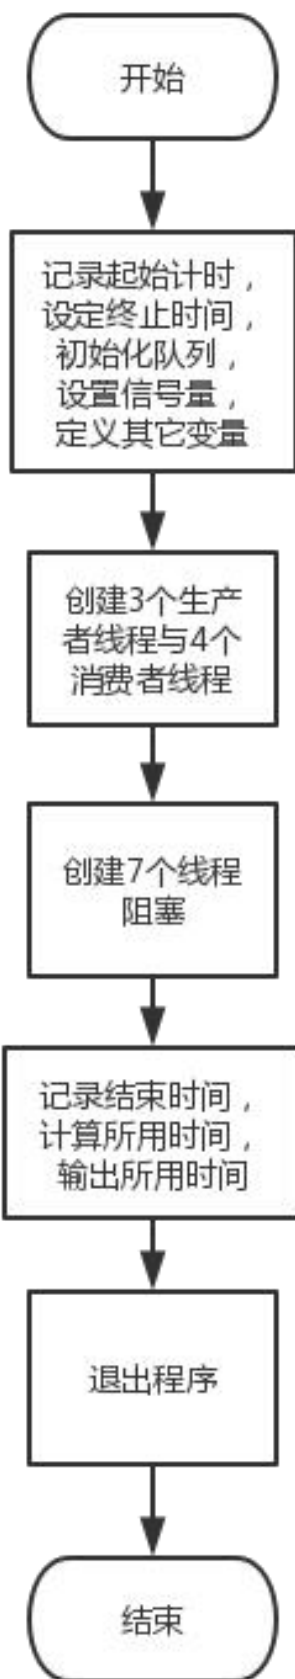 开始
记录起始计时，
设定终止时间，
初始化队列，
设置信号量，
定义其它变量
创建3个生产
者线程与4个
消费者线程
创建7个线程
阻塞
记录结束时间，
计算所用时间，
输出所用时间
退出程序
结束